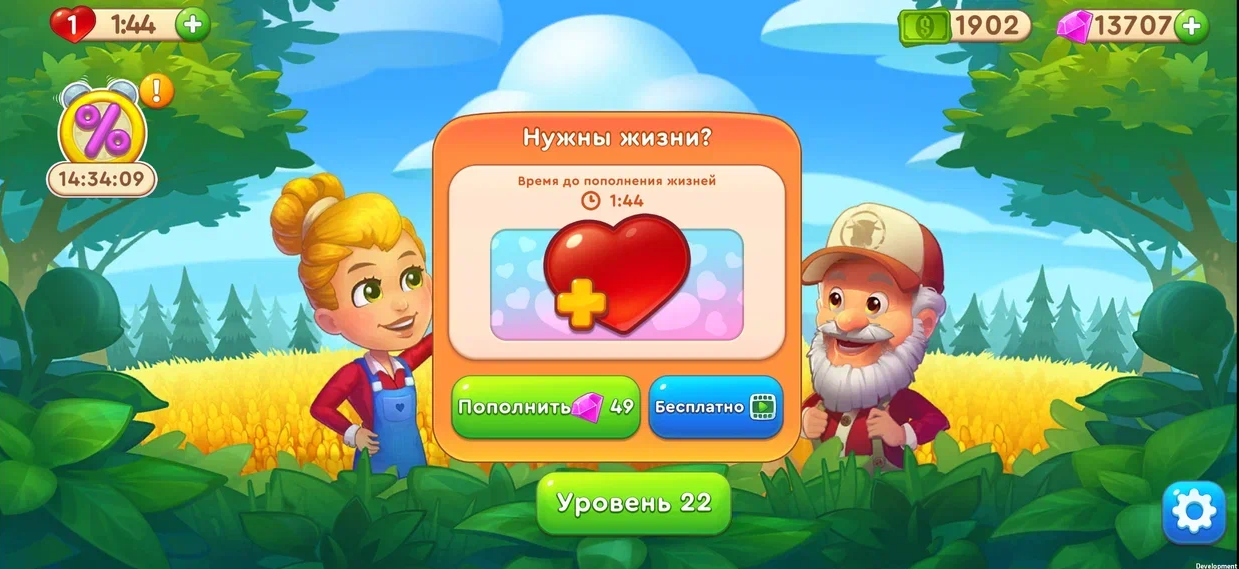 1 1:44 +
1902
13707 +
!
%
14:34:09
Нужны жизни?
Время до пополнения жизней
1:44
Пополнить 49
Бесплатно
Уровень 22
Development